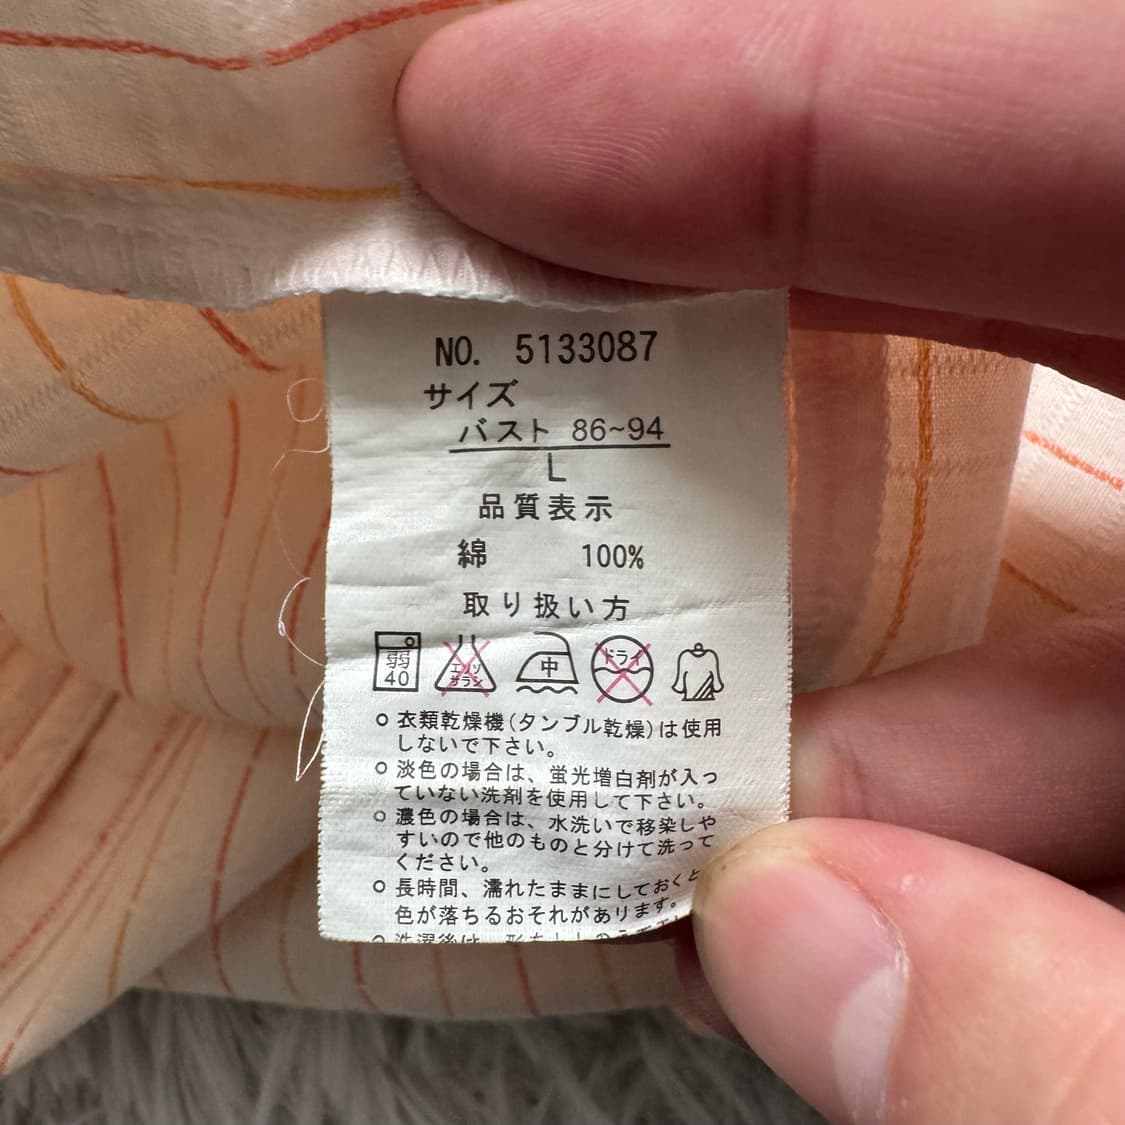 NO. 5133087
サイズ
バスト 86~94
L
品質表示
綿 100%
取り扱い方
弱
40
エンソ
サラシ
中
ドライ
○ 衣類乾燥機(タンブル乾燥)は使用
しないで下さい。
○ 淡色の場合は、蛍光増白剤が入っ
ていない洗剤を使用して下さい。
○ 濃色の場合は、水洗いで移染しや
すいので他のものと分けて洗って
ください。
○ 長時間、濡れたままにしておくと
色が落ちるおそれがあります。
○ 洗濯後は、形を